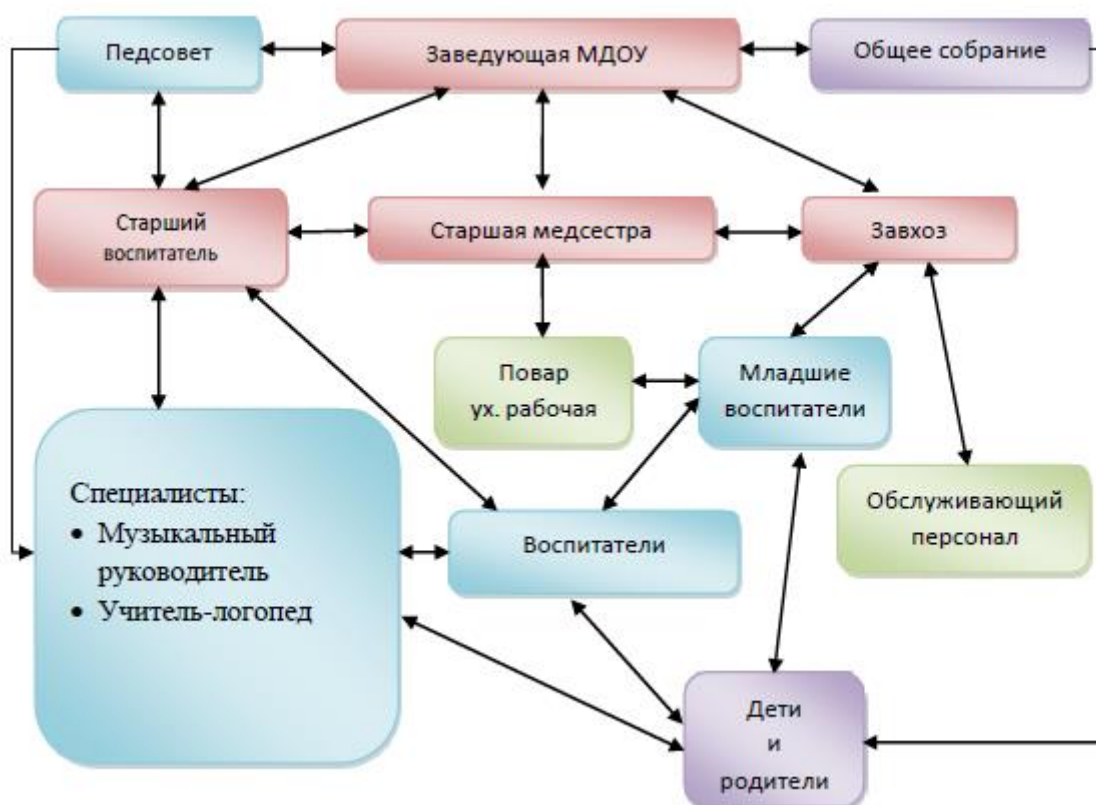 Педсовет
Заведующая МДОУ
Общее собрание
Старший
воспитатель
Старшая медсестра
Завхоз
Повар
ух. рабочая
Младшие
воспитатели
Специалисты:
• Музыкальный
руководитель
• Учитель-логопед
Воспитатели
Обслуживающий
персонал
Дети
и
родители